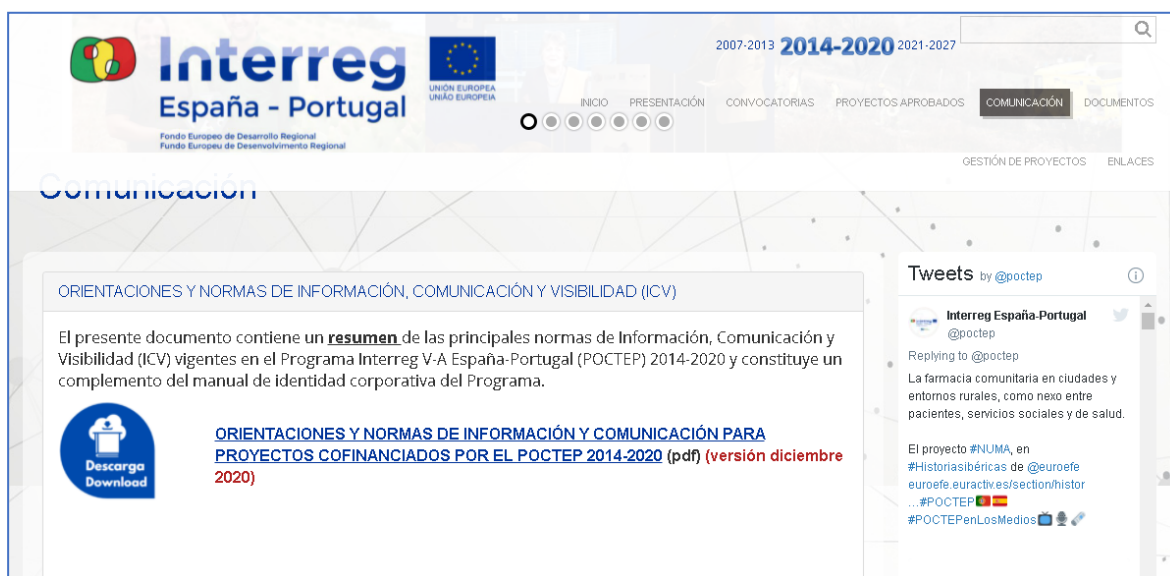 Interreg
España - Portugal
Fondo Europeo de Desarrollo Regional
Fundo Europeu de Desenvolvimento Regional
UNIÓN EUROPEA
UNIÃO EUROPEIA
2007-2013 2014-2020 2021-2027
INICIO PRESENTACIÓN CONVOCATORIAS PROYECTOS APROBADOS COMUNICACIÓN DOCUMENTOS
GESTIÓN DE PROYECTOS ENLACES
Comunicación
ORIENTACIONES Y NORMAS DE INFORMACIÓN, COMUNICACIÓN Y VISIBILIDAD (ICV)
El presente documento contiene un resumen de las principales normas de Información, Comunicación y
Visibilidad (ICV) vigentes en el Programa Interreg V-A España-Portugal (POCTEP) 2014-2020 y constituye un
complemento del manual de identidad corporativa del Programa.
Descarga
Download
ORIENTACIONES Y NORMAS DE INFORMACIÓN Y COMUNICACIÓN PARA
PROYECTOS COFINANCIADOS POR EL POCTEP 2014-2020 (pdf) (versión diciembre
2020)
Tweets by @poctep
Interreg España-Portugal
@poctep
Replying to @poctep
La farmacia comunitaria en ciudades y
entornos rurales, como nexo entre
pacientes, servicios sociales y de salud.
El proyecto #NUMA, en
#Historiasibéricas de @euroefe
euroefe.euractiv.es/section/histor
…#POCTEP🇵🇹🇪🇸
#POCTEPenLosMedios📺🎙🗞